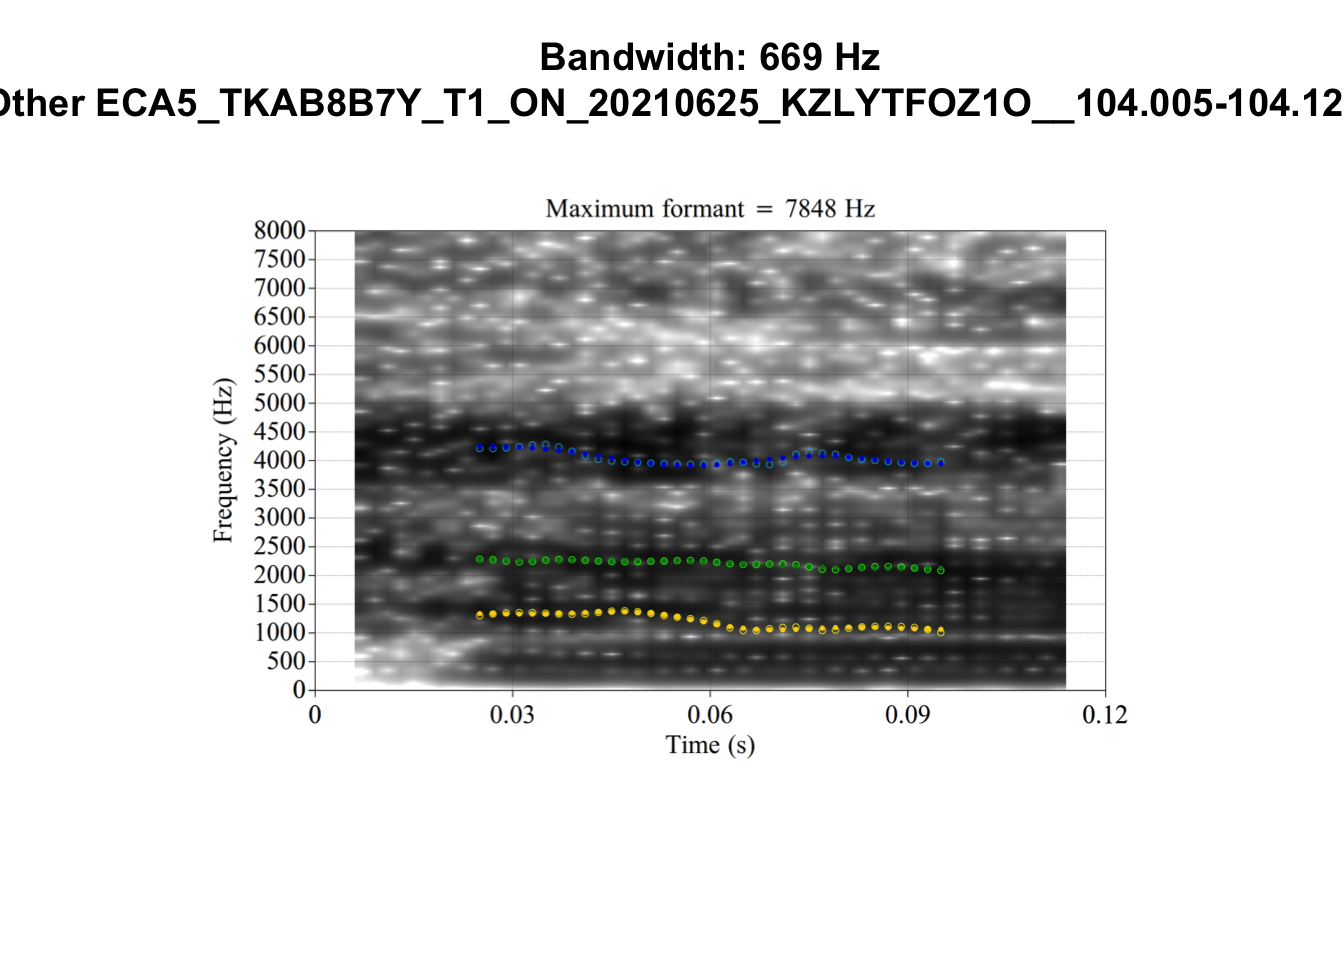 Bandwidth: 669 Hz
Other ECA5_TKAB8B7Y_T1_ON_20210625_KZLYTFOZ1O__104.005-104.12
Maximum formant = 7848 Hz
8000
7500
7000
6500
6000
5500
5000
4500
4000
3500
3000
2500
2000
1500
1000
500
0
Frequency (Hz)
0 0.03 0.06 0.09 0.12
Time (s)